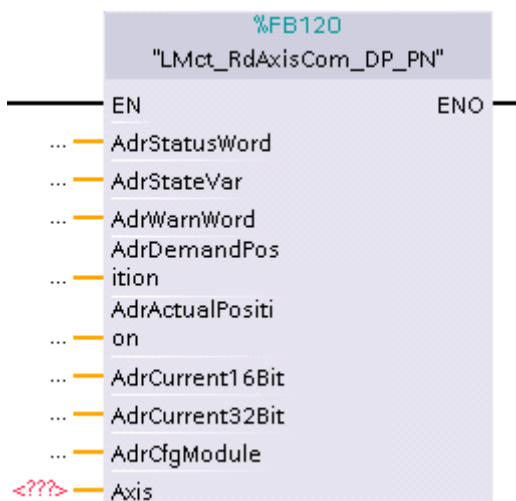 %FB120
"LMct_RdAxisCom_DP_PN"
EN ENO
... AdrStatusWord
... AdrStateVar
... AdrWarnWord
AdrDemandPos
... ition
AdrActualPositi
... on
... AdrCurrent16Bit
... AdrCurrent32Bit
... AdrCfgModule
<???> Axis